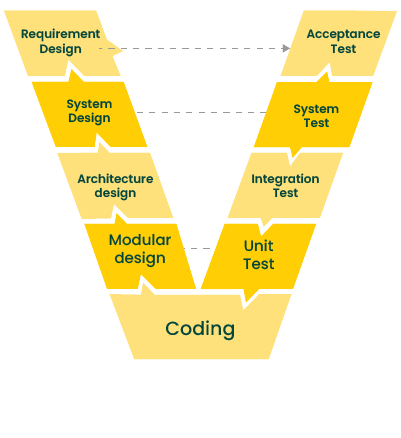 Requirement
Design
Acceptance
Test
System
Design
System
Test
Architecture
design
Integration
Test
Modular
design
Unit
Test
Coding